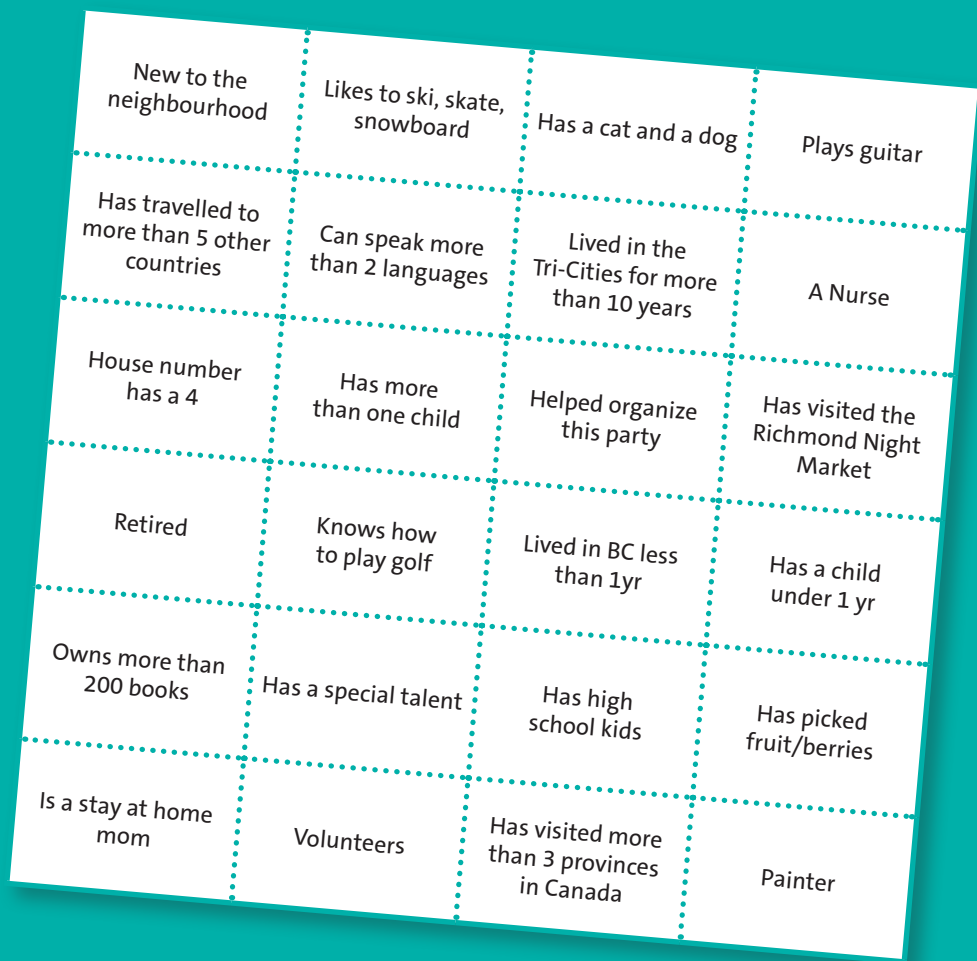 New to the
neighbourhood
Likes to ski, skate,
snowboard
Has a cat and a dog
Plays guitar
Has travelled to
more than 5 other
countries
Can speak more
than 2 languages
Lived in the
Tri-Cities for more
than 10 years
A Nurse
House number
has a 4
Has more
than one child
Helped organize
this party
Has visited the
Richmond Night
Market
Retired
Knows how
to play golf
Lived in BC less
than 1yr
Has a child
under 1 yr
Owns more than
200 books
Has a special talent
Has high
school kids
Has picked
fruit/berries
Is a stay at home
mom
Volunteers
Has visited more
than 3 provinces
in Canada
Painter